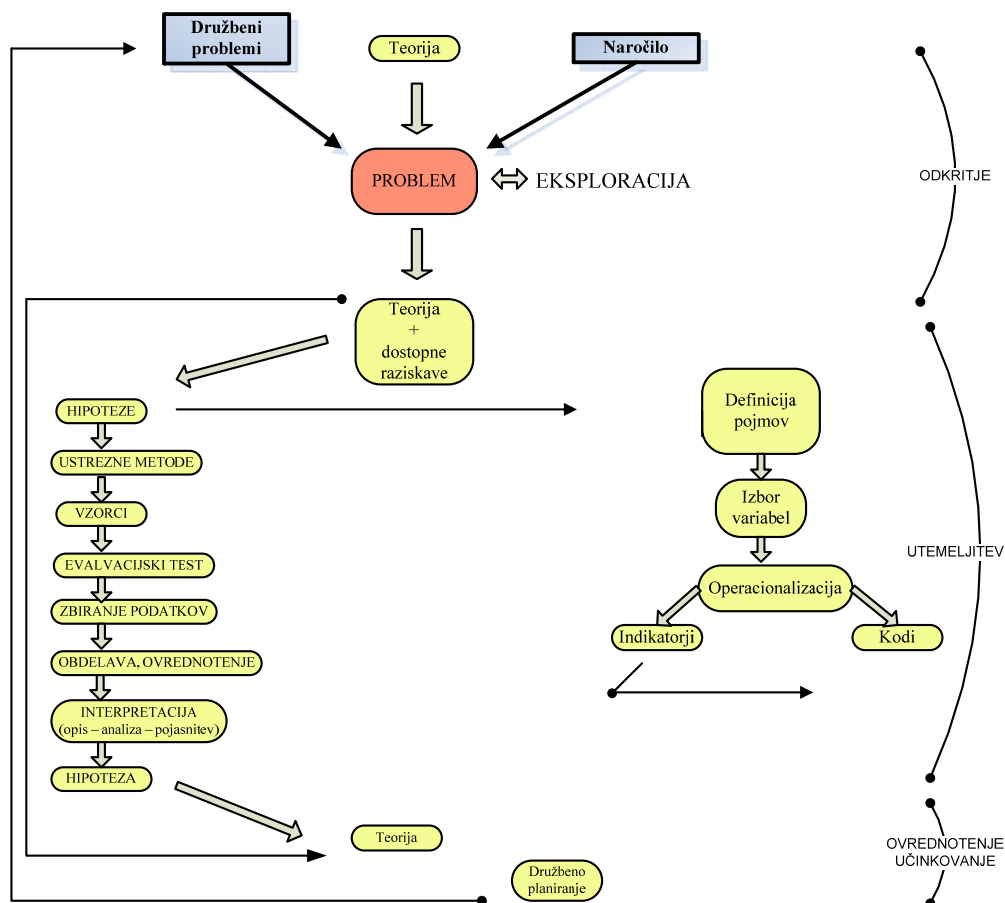 Družbeni
problemi
Teorija
Naročilo
PROBLEM
EKSPLORACIJA
ODKRITJE
Teorija
+
dostopne
raziskave
HIPOTEZE
USTREZNE METODE
VZORCI
EVALVACIJSKI TEST
ZBIRANJE PODATKOV
OBDELAVA, OVREDNOTENJE
INTERPRETACIJA
(opis – analiza – pojasnitev)
HIPOTEZA
Definicija
pojmov
Izbor
variabel
Operacionalizacija
Indikatorji
Kodi
UTEMELJITEV
Teorija
Družbeno
planiranje
OVREDNOTENJE
UČINKOVANJE